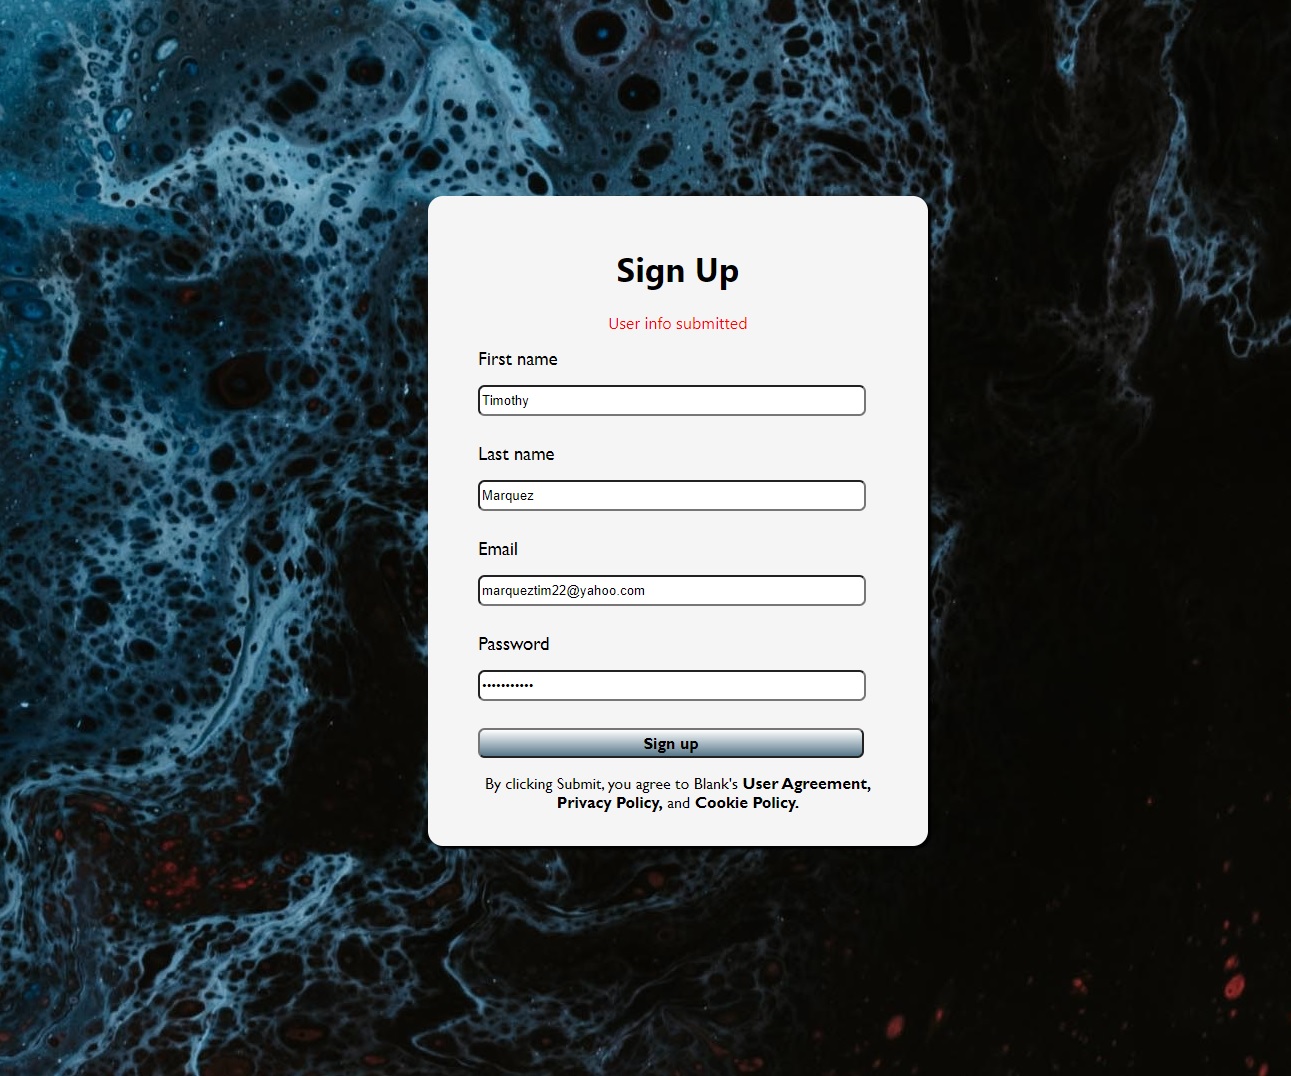 Sign Up
User info submitted
First name
Timothy
Last name
Marquez
Email
marqueztim22@yahoo.com
Password
•••••••••••
Sign up
By clicking Submit, you agree to Blank's User Agreement,
Privacy Policy, and Cookie Policy.